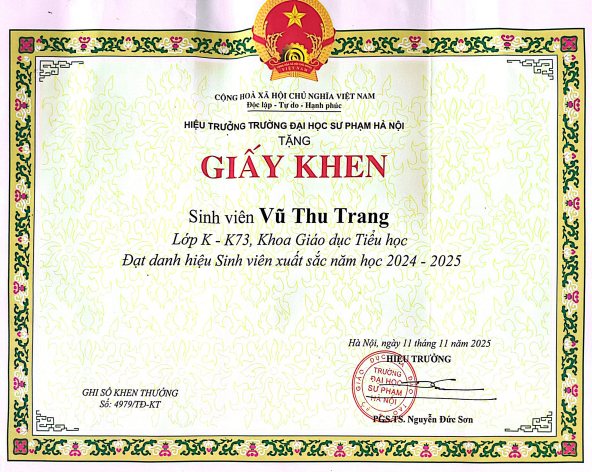 VIỆT NAM
CỘNG HOÀ XÃ HỘI CHỦ NGHĨA VIỆT NAM
Độc lập - Tự do - Hạnh phúc
HIỆU TRƯỞNG TRƯỜNG ĐẠI HỌC SƯ PHẠM HÀ NỘI
TẶNG
GIẤY KHEN
Sinh viên Vũ Thu Trang
Lớp K - K73, Khoa Giáo dục Tiểu học
Đạt danh hiệu Sinh viên xuất sắc năm học 2024 - 2025
Hà Nội, ngày 11 tháng 11 năm 2025
HIỆU TRƯỞNG
TRƯỜNG
ĐẠI HỌC
SƯ PHẠM
HÀ NỘI
GHI SỔ KHEN THƯỞNG
Số: 4979/TĐ-KT
PGS.TS. Nguyễn Đức Sơn